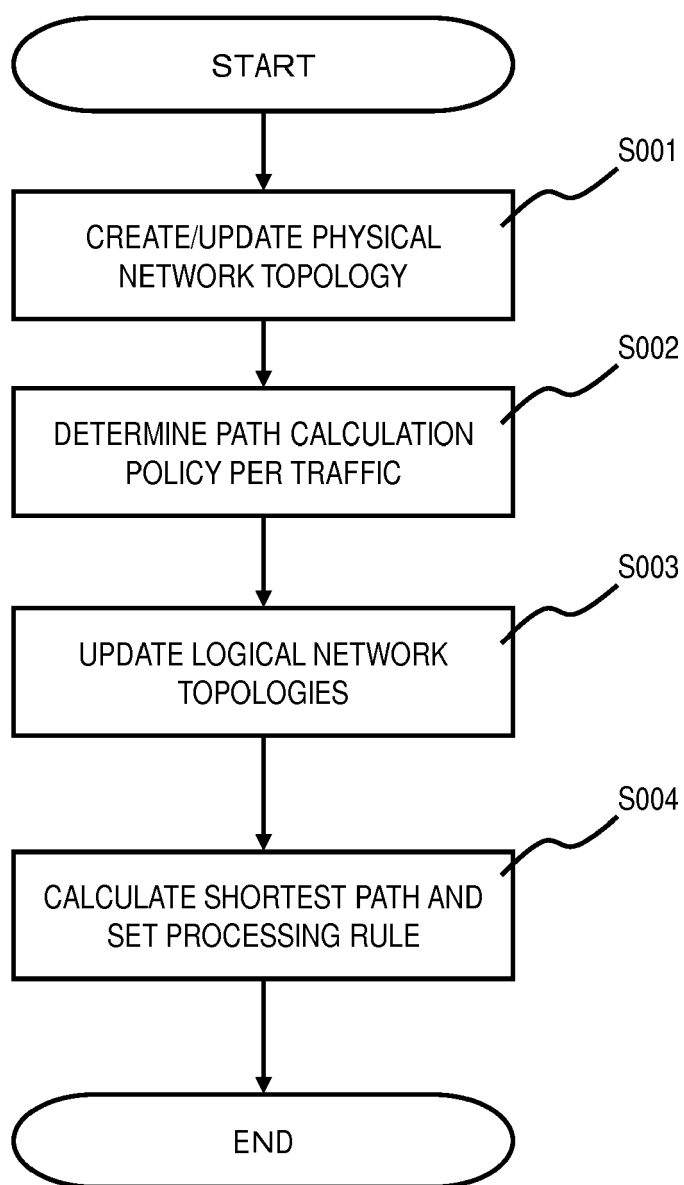 START
S001
CREATE/UPDATE PHYSICAL
NETWORK TOPOLOGY
S002
DETERMINE PATH CALCULATION
POLICY PER TRAFFIC
S003
UPDATE LOGICAL NETWORK
TOPOLOGIES
S004
CALCULATE SHORTEST PATH AND
SET PROCESSING RULE
END